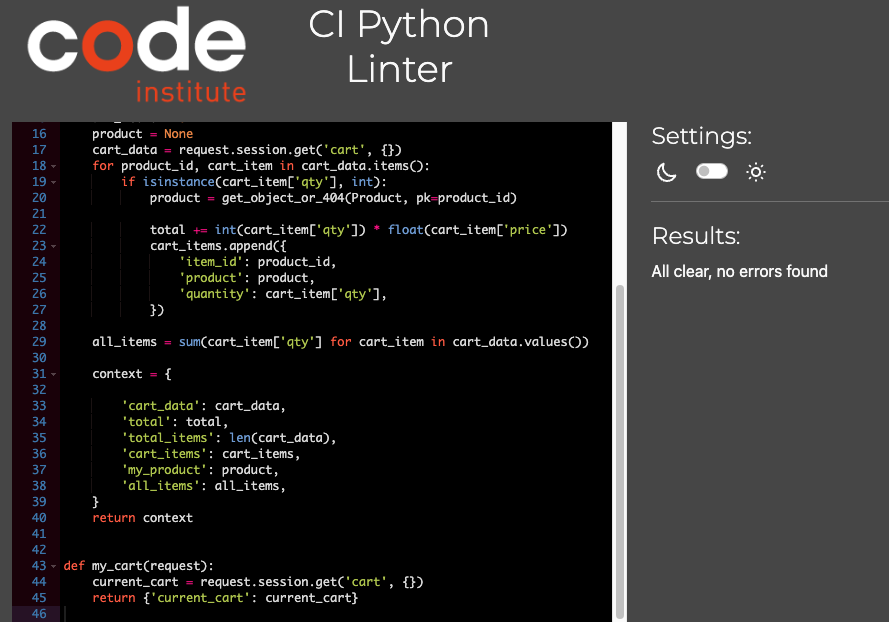 code
institute
CI Python
Linter
16 product = None
17 cart_data = request.session.get('cart', {})
18 for product_id, cart_item in cart_data.items():
19 if isinstance(cart_item['qty'], int):
20 product = get_object_or_404(Product, pk=product_id)
21
22 total += int(cart_item['qty']) * float(cart_item['price'])
23 cart_items.append({
24 'item_id': product_id,
25 'product': product,
26 'quantity': cart_item['qty'],
27 })
28
29 all_items = sum(cart_item['qty'] for cart_item in cart_data.values())
30
31 context = {
32
33 'cart_data': cart_data,
34 'total': total,
35 'total_items': len(cart_data),
36 'cart_items': cart_items,
37 'my_product': product,
38 'all_items': all_items,
39 }
40 return context
41
42
43 def my_cart(request):
44 current_cart = request.session.get('cart', {})
45 return {'current_cart': current_cart}
46
Settings:
Results:
All clear, no errors found